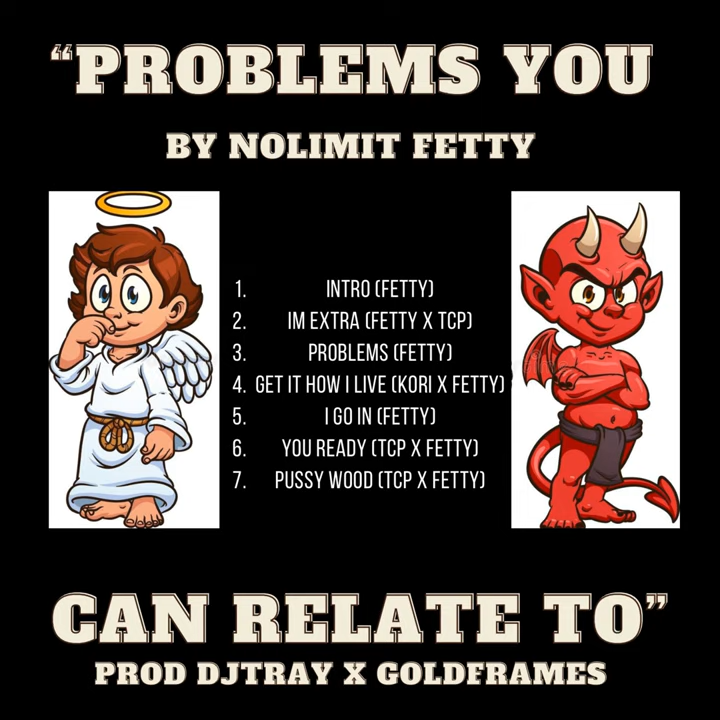 “PROBLEMS YOU
BY NOLIMIT FETTY
1. INTRO (FETTY)
2. IM EXTRA (FETTY X TCP)
3. PROBLEMS (FETTY)
4. GET IT HOW I LIVE (KORI X FETTY)
5. I GO IN (FETTY)
6. YOU READY (TCP X FETTY)
7. PUSSY WOOD (TCP X FETTY)
CAN RELATE TO”
PROD DJTRAY X GOLDFRAMES